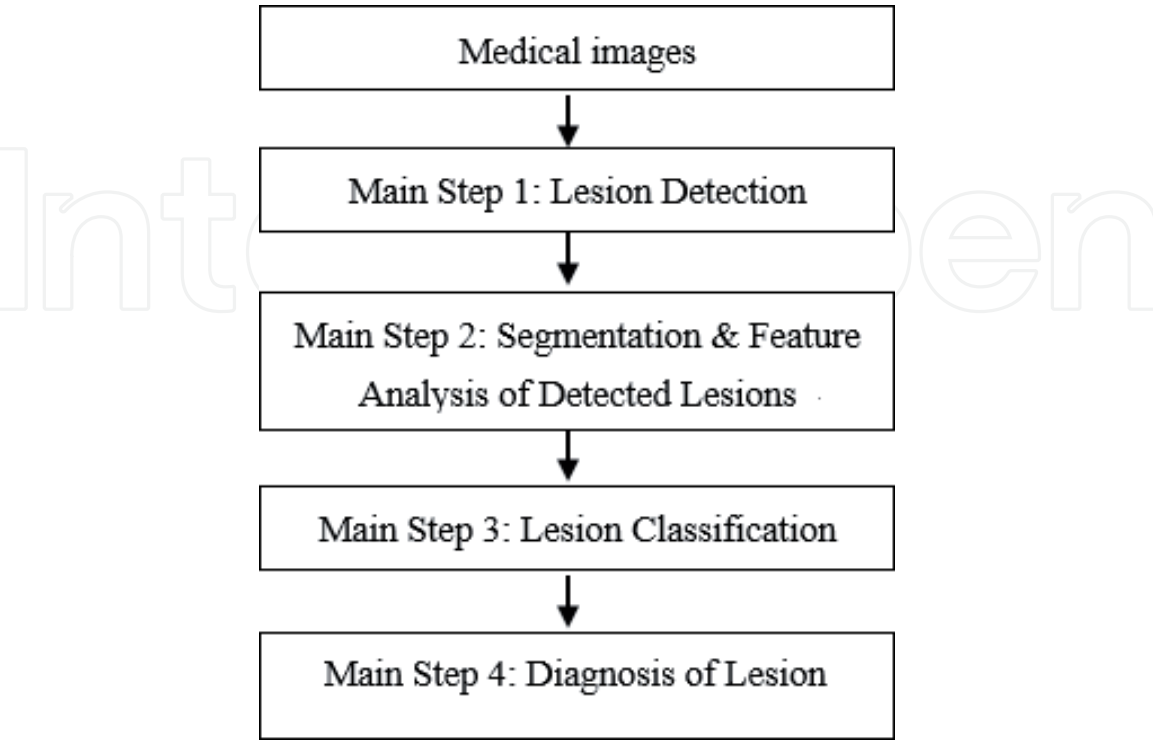 Medical images
Main Step 1: Lesion Detection
Main Step 2: Segmentation & Feature
Analysis of Detected Lesions
Main Step 3: Lesion Classification
Main Step 4: Diagnosis of Lesion